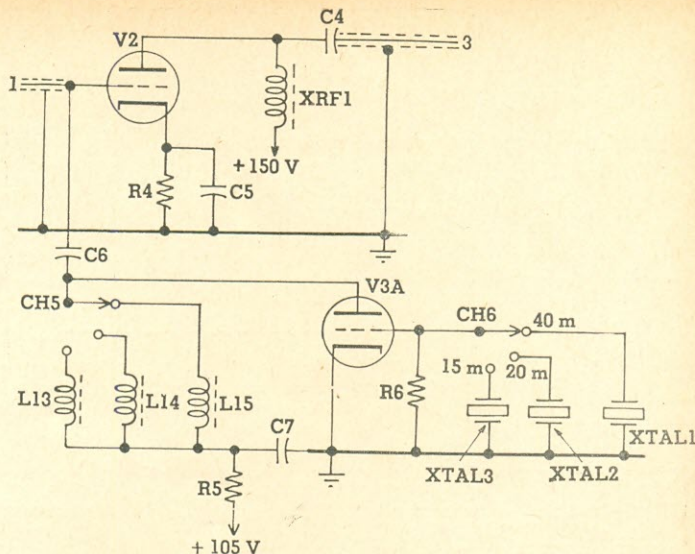 C4
V2
3
1
XRF1
+150 V
R4
C5
C6
V3A
CH5
CH6
40 m
15 m
20 m
L13
L14
L15
R6
C7
XTAL1
R5
XTAL3
XTAL2
+ 105 V